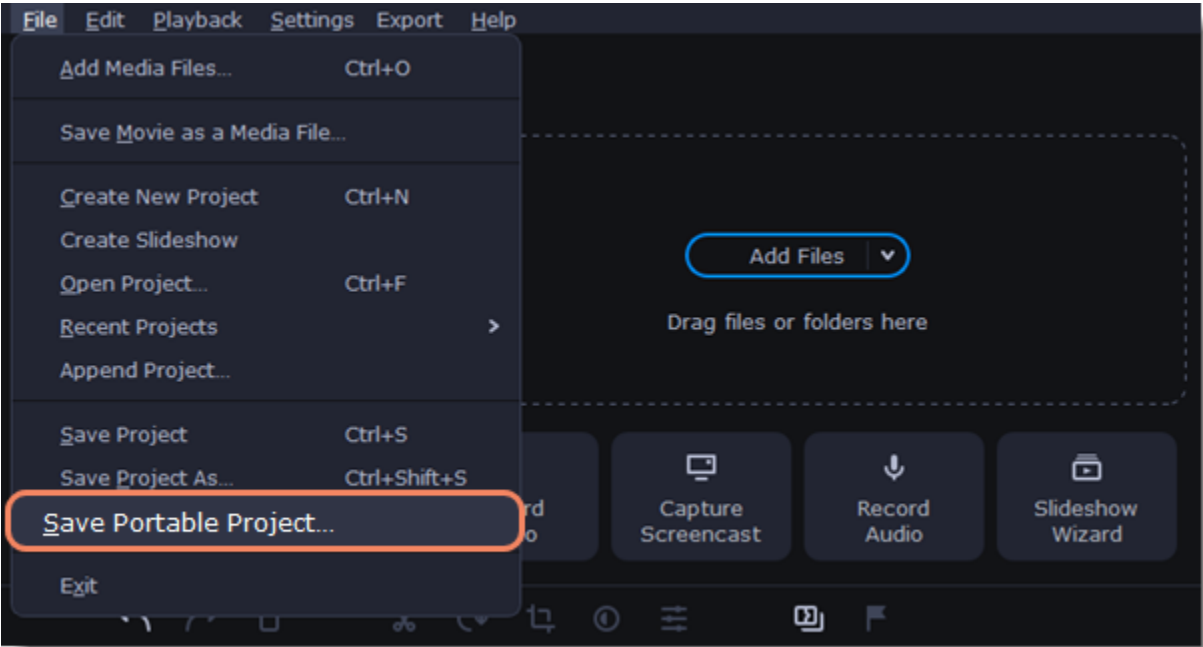 File Edit Playback Settings Export Help
Add Media Files... Ctrl+O
Save Movie as a Media File...
Create New Project Ctrl+N
Create Slideshow
Open Project... Ctrl+F
Recent Projects
Append Project...
Save Project Ctrl+S
Save Project As... Ctrl+Shift+S
Save Portable Project...
Exit
Add Files
Drag files or folders here
Capture
Screencast
Record
Audio
Slideshow
Wizard